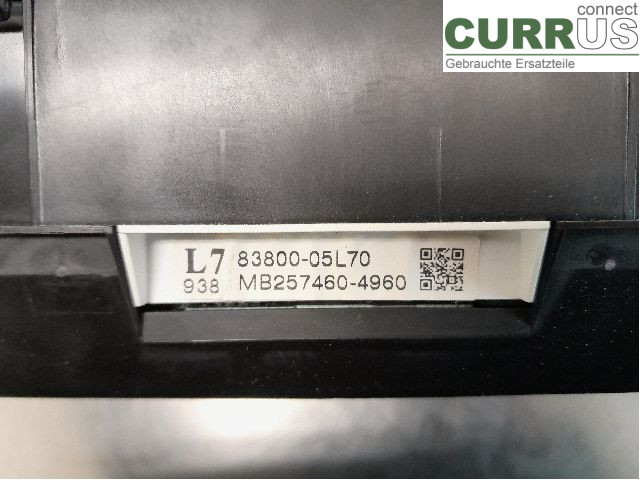 connect
CURRUS
Gebrauchte Ersatzteile
L7 83800-05L70
938 MB257460-4960